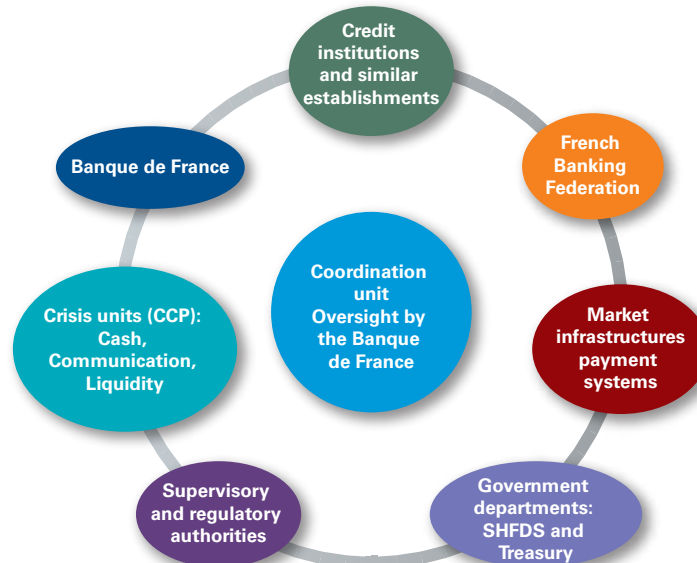 Credit
institutions
and similar
establishments
Banque de France
French
Banking
Federation
Coordination
unit
Oversight by
the Banque
de France
Crisis units (CCP):
Cash,
Communication,
Liquidity
Market
infrastructures
payment
systems
Supervisory
and regulatory
authorities
Government
departments:
SHFDS and
Treasury